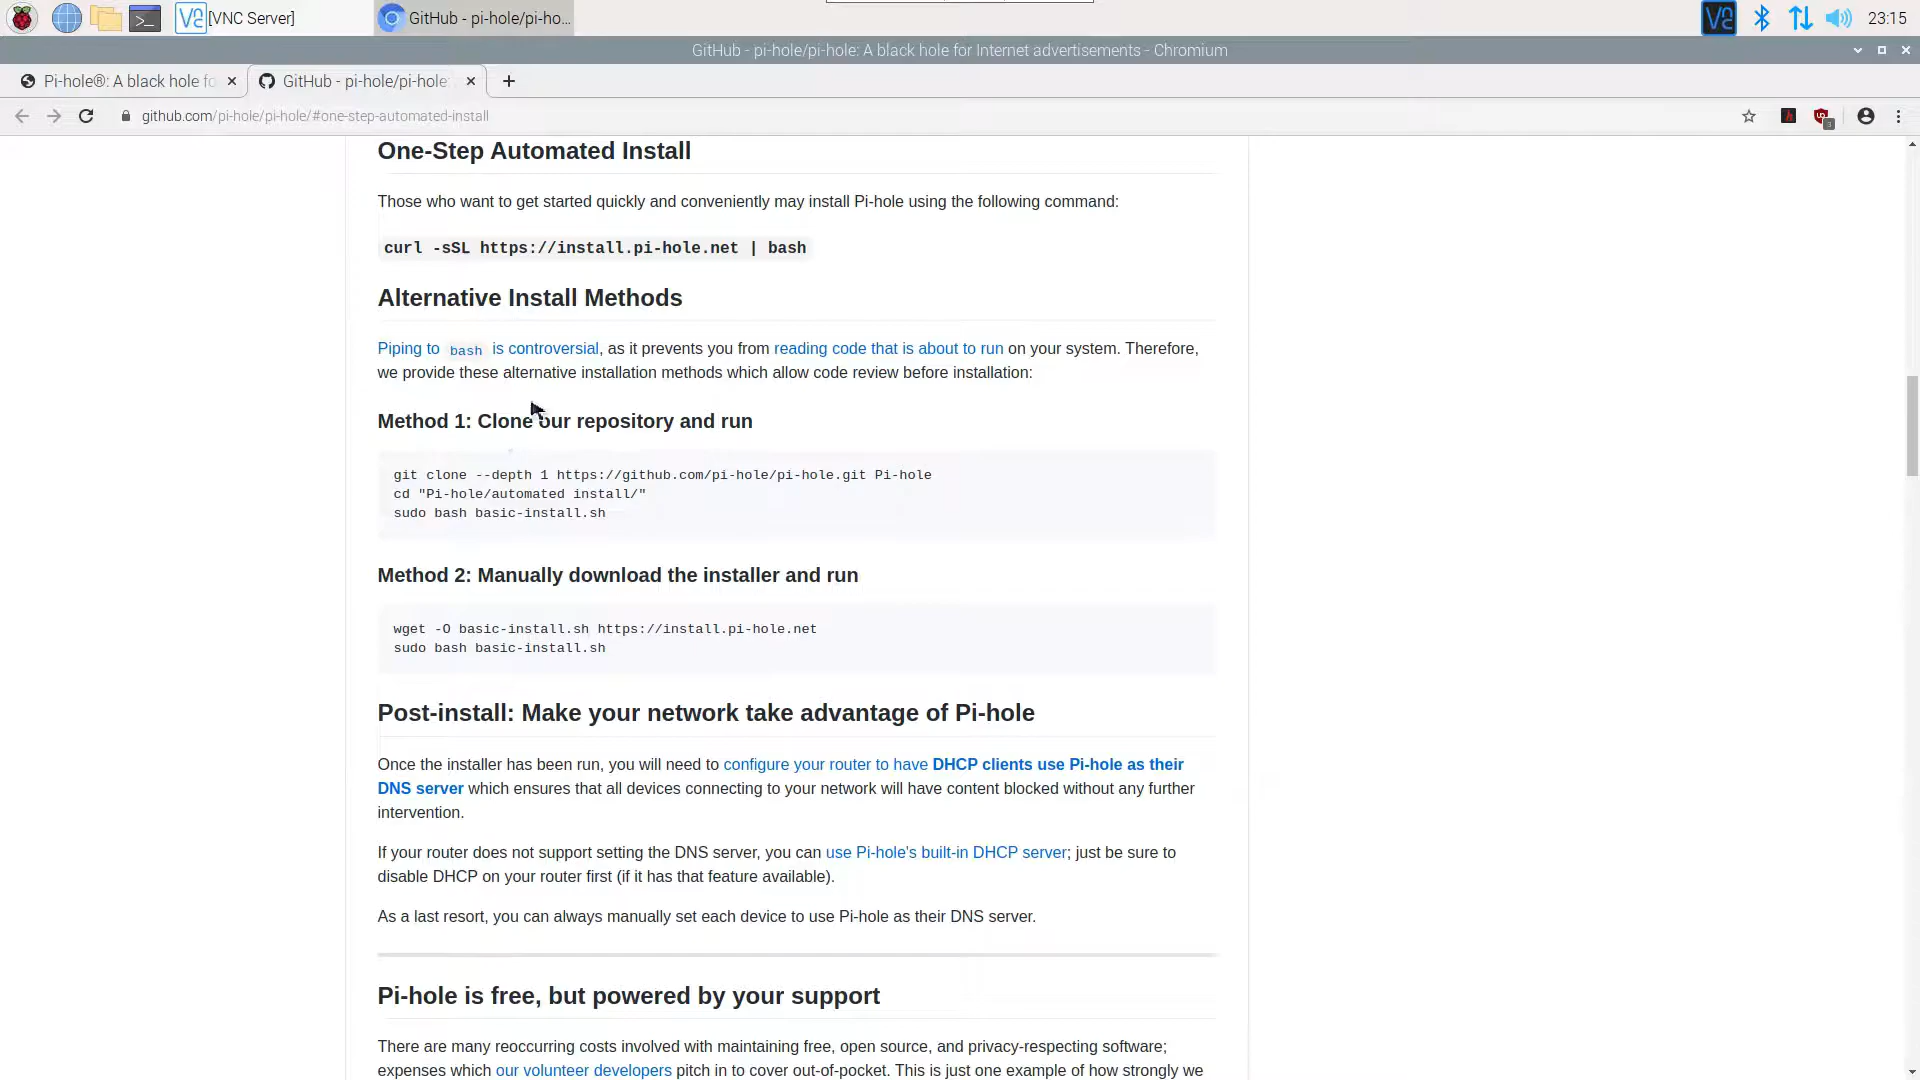 [VNC Server]
GitHub - pi-hole/pi-ho...
23:15
GitHub - pi-hole/pi-hole: A black hole for Internet advertisements - Chromium
Pi-hole®: A black hole fo
GitHub - pi-hole/pi-hole:
github.com/pi-hole/pi-hole/#one-step-automated-install
One-Step Automated Install
Those who want to get started quickly and conveniently may install Pi-hole using the following command:
curl -sSL https://install.pi-hole.net | bash
Alternative Install Methods
Piping to bash is controversial, as it prevents you from reading code that is about to run on your system. Therefore,
we provide these alternative installation methods which allow code review before installation:
Method 1: Clone our repository and run
git clone --depth 1 https://github.com/pi-hole/pi-hole.git Pi-hole
cd "Pi-hole/automated install/"
sudo bash basic-install.sh
Method 2: Manually download the installer and run
wget -O basic-install.sh https://install.pi-hole.net
sudo bash basic-install.sh
Post-install: Make your network take advantage of Pi-hole
Once the installer has been run, you will need to configure your router to have DHCP clients use Pi-hole as their
DNS server which ensures that all devices connecting to your network will have content blocked without any further
intervention.
If your router does not support setting the DNS server, you can use Pi-hole's built-in DHCP server; just be sure to
disable DHCP on your router first (if it has that feature available).
As a last resort, you can always manually set each device to use Pi-hole as their DNS server.
Pi-hole is free, but powered by your support
There are many reoccurring costs involved with maintaining free, open source, and privacy-respecting software;
expenses which our volunteer developers pitch in to cover out-of-pocket. This is just one example of how strongly we